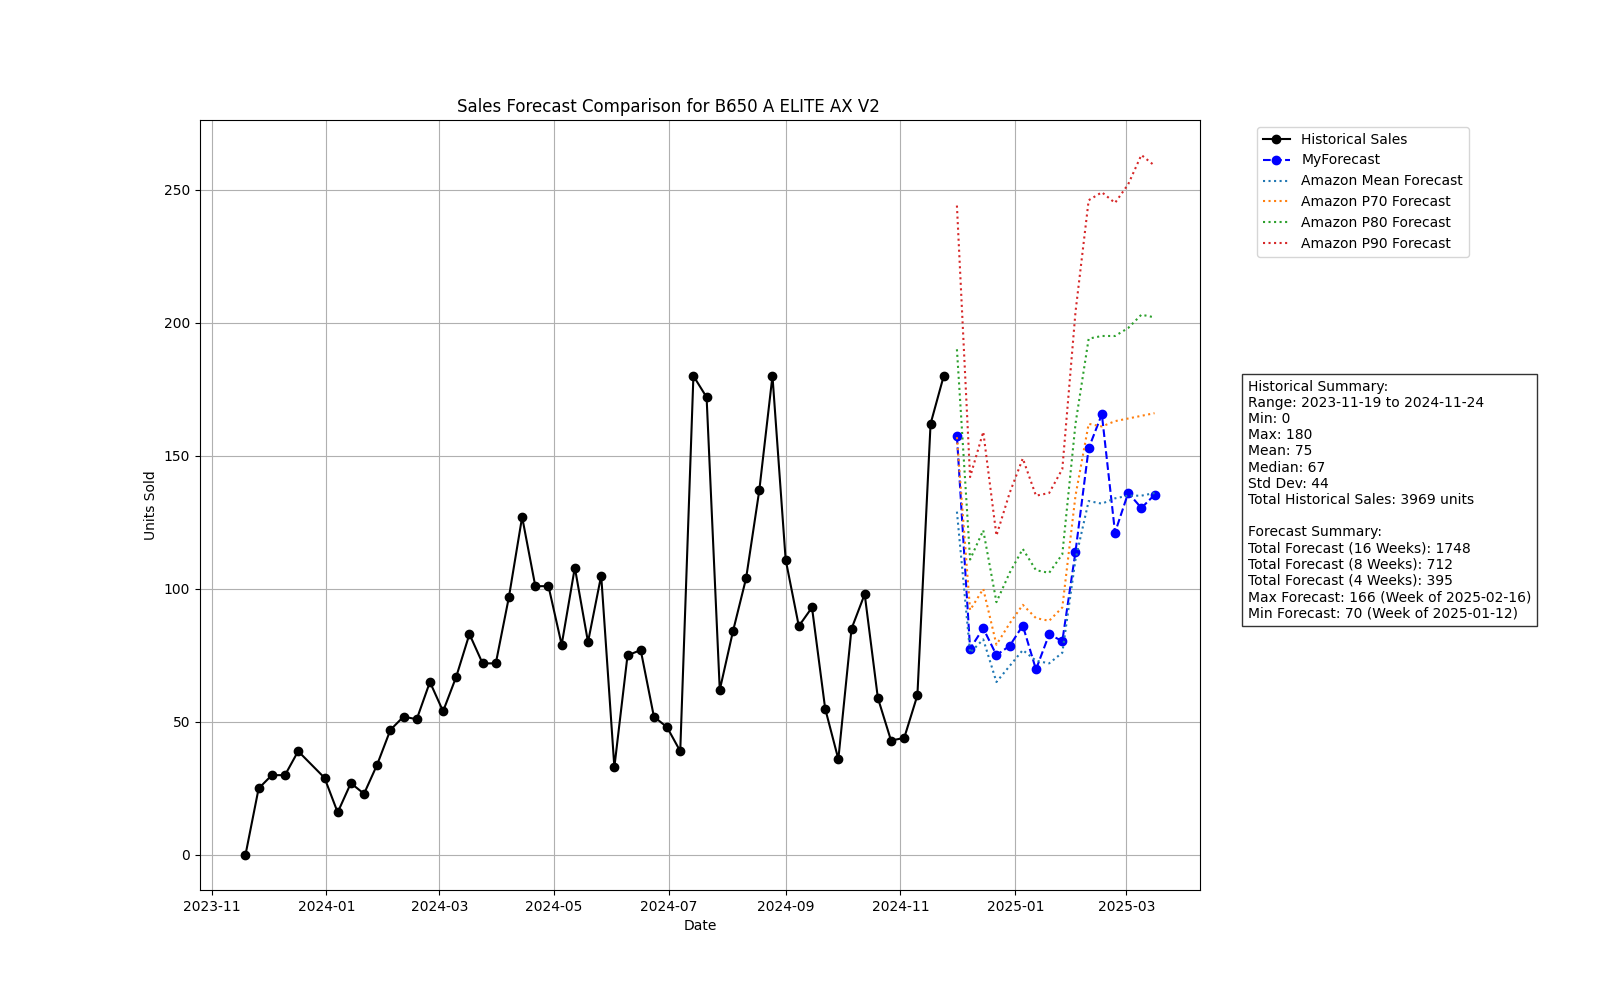 Sales Forecast Comparison for B650 A ELITE AX V2
Units Sold
250
200
150
100
50
0
2023-11
2024-01
2024-03
2024-05
2024-07
2024-09
2024-11
2025-01
2025-03
Date
Historical Sales
MyForecast
Amazon Mean Forecast
Amazon P70 Forecast
Amazon P80 Forecast
Amazon P90 Forecast
Historical Summary:
Range: 2023-11-19 to 2024-11-24
Min: 0
Max: 180
Mean: 75
Median: 67
Std Dev: 44
Total Historical Sales: 3969 units
Forecast Summary:
Total Forecast (16 Weeks): 1748
Total Forecast (8 Weeks): 712
Total Forecast (4 Weeks): 395
Max Forecast: 166 (Week of 2025-02-16)
Min Forecast: 70 (Week of 2025-01-12)